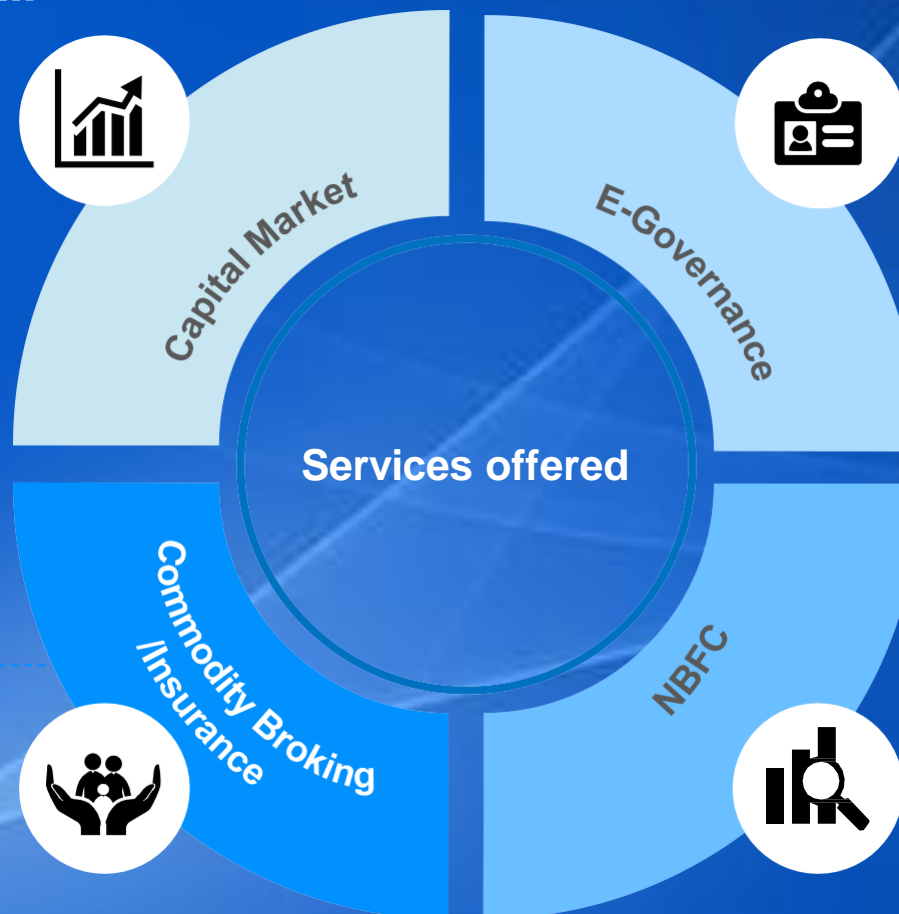 Capital Market
E-Governance
Services offered
Commodity Broking
/Insurance
NBFC